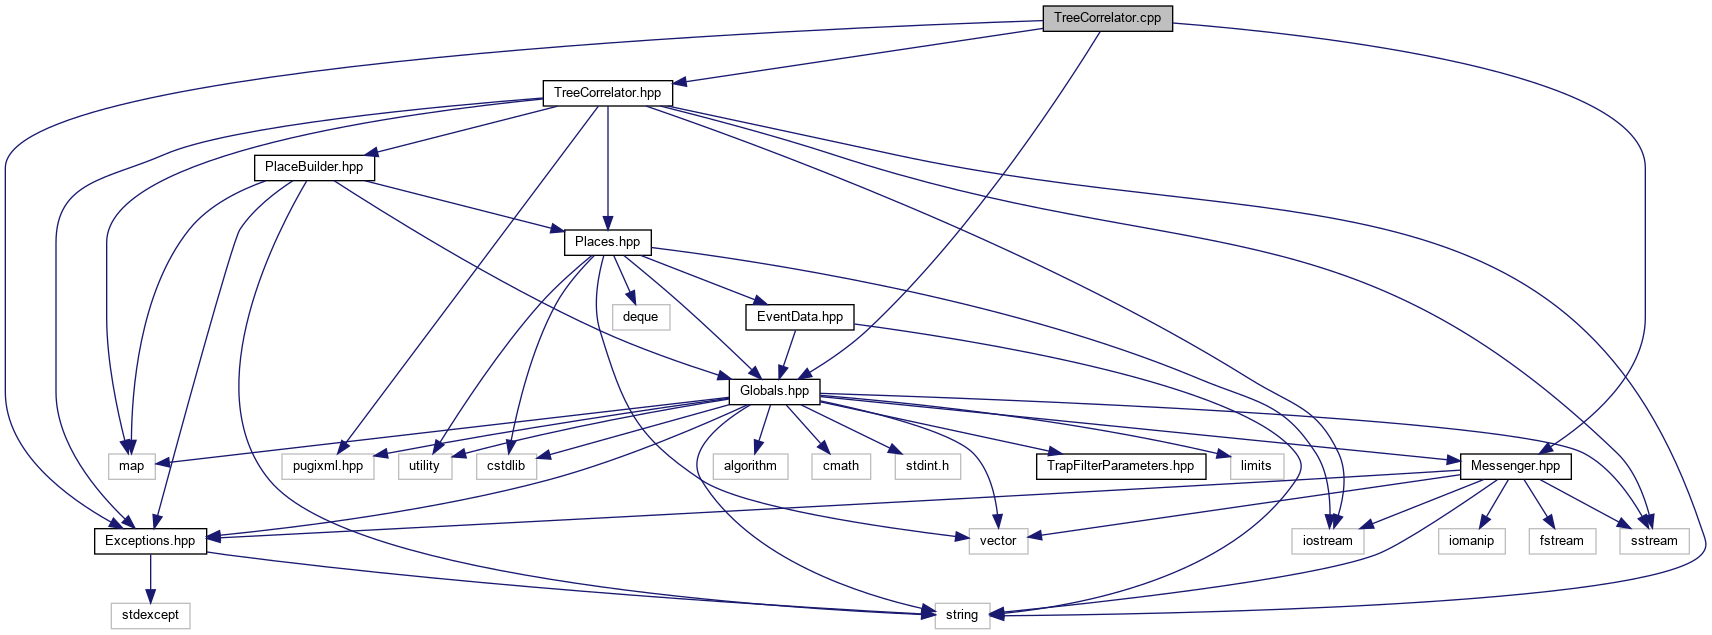 TreeCorrelator.cpp
TreeCorrelator.hpp
PlaceBuilder.hpp
Places.hpp
deque
EventData.hpp
Globals.hpp
map
pugixml.hpp
utility
cstdlib
algorithm
cmath
stdint.h
TrapFilterParameters.hpp
limits
Messenger.hpp
Exceptions.hpp
vector
iostream
iomanip
fstream
sstream
stdexcept
string